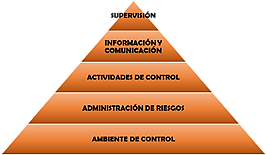 SUPERVISIÓN
INFORMACIÓN Y
COMUNICACIÓN
ACTIVIDADES DE CONTROL
ADMINISTRACIÓN DE RIESGOS
AMBIENTE DE CONTROL